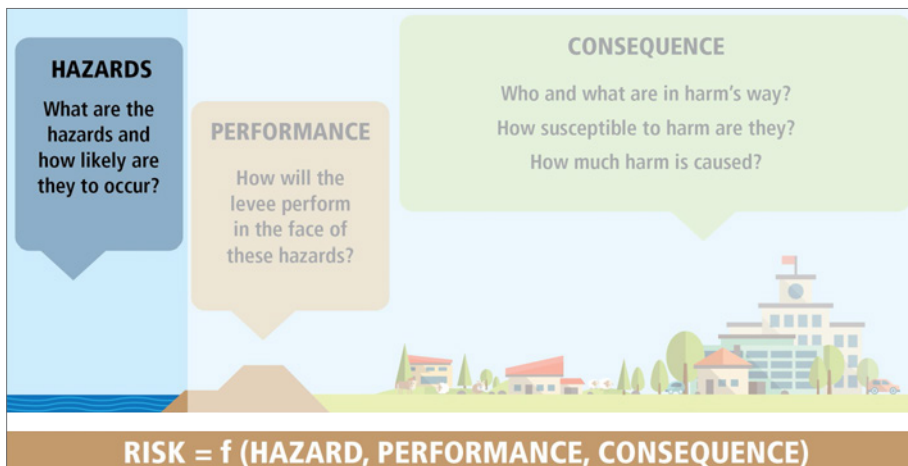 HAZARDS
What are the
hazards and
how likely are
they to occur?
PERFORMANCE
How will the
levee perform
in the face of
these hazards?
CONSEQUENCE
Who and what are in harm's way?
How susceptible to harm are they?
How much harm is caused?
RISK = f (HAZARD, PERFORMANCE, CONSEQUENCE)